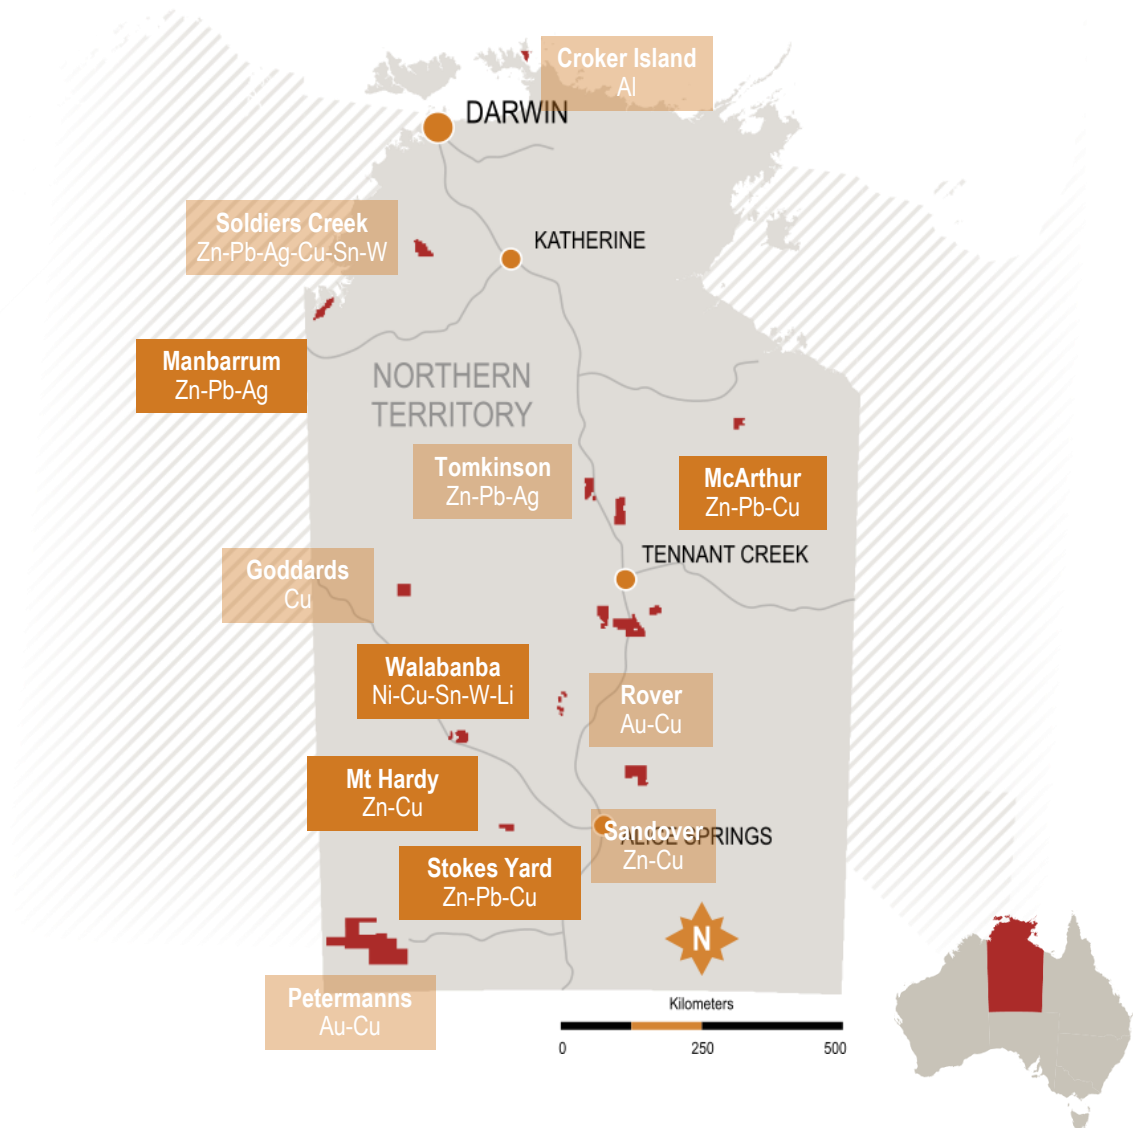 Croker Island
Al
DARWIN
Soldiers Creek
Zn-Pb-Ag-Cu-Sn-W
KATHERINE
Manbarrum
Zn-Pb-Ag
NORTHERN
TERRITORY
Tomkinson
Zn-Pb-Ag
McArthur
Zn-Pb-Cu
TENNANT CREEK
Goddards
Cu
Walabanba
Ni-Cu-Sn-W-Li
Rover
Au-Cu
Mt Hardy
Zn-Cu
Sandover
Zn-Cu
ALICE SPRINGS
Stokes Yard
Zn-Pb-Cu
N
Petermanns
Au-Cu
Kilometers
0 250 500